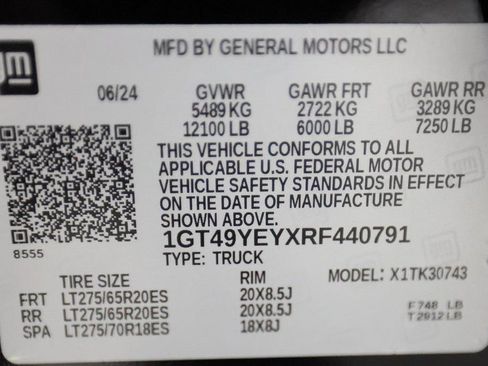 gm
MFD BY GENERAL MOTORS LLC
06/24 GVWR GAWR FRT GAWR RR
5489 KG 2722 KG 3289 KG
12100 LB 6000 LB 7250 LB
THIS VEHICLE CONFORMS TO ALL
APPLICABLE U.S. FEDERAL MOTOR
VEHICLE SAFETY STANDARDS IN EFFECT
ON THE DATE OF MANUFACTURE
SHOWN ABOVE.
8555
1GT49YEYXRF440791
TYPE: TRUCK
TIRE SIZE RIM MODEL: X1TK30743
FRT LT275/65R20ES 20X8.5J
RR LT275/65R20ES 20X8.5J F 748 LB
SPA LT275/70R18ES 18X8J T 2912 LB